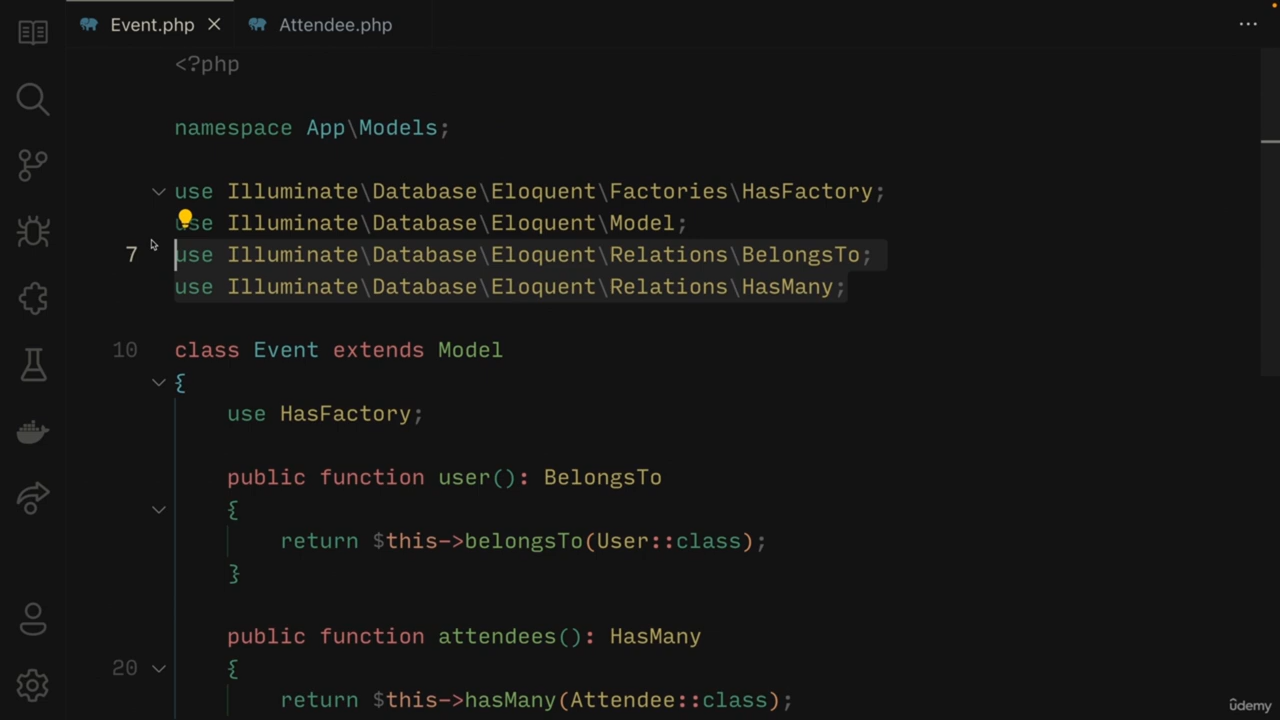 Event.php
Attendee.php
<?php
namespace App\Models;
use Illuminate\Database\Eloquent\Factories\HasFactory;
use Illuminate\Database\Eloquent\Model;
7 use Illuminate\Database\Eloquent\Relations\BelongsTo;
use Illuminate\Database\Eloquent\Relations\HasMany;
10 class Event extends Model
{
use HasFactory;
public function user(): BelongsTo
{
return $this->belongsTo(User::class);
}
public function attendees(): HasMany
20 {
return $this->hasMany(Attendee::class);
udemy